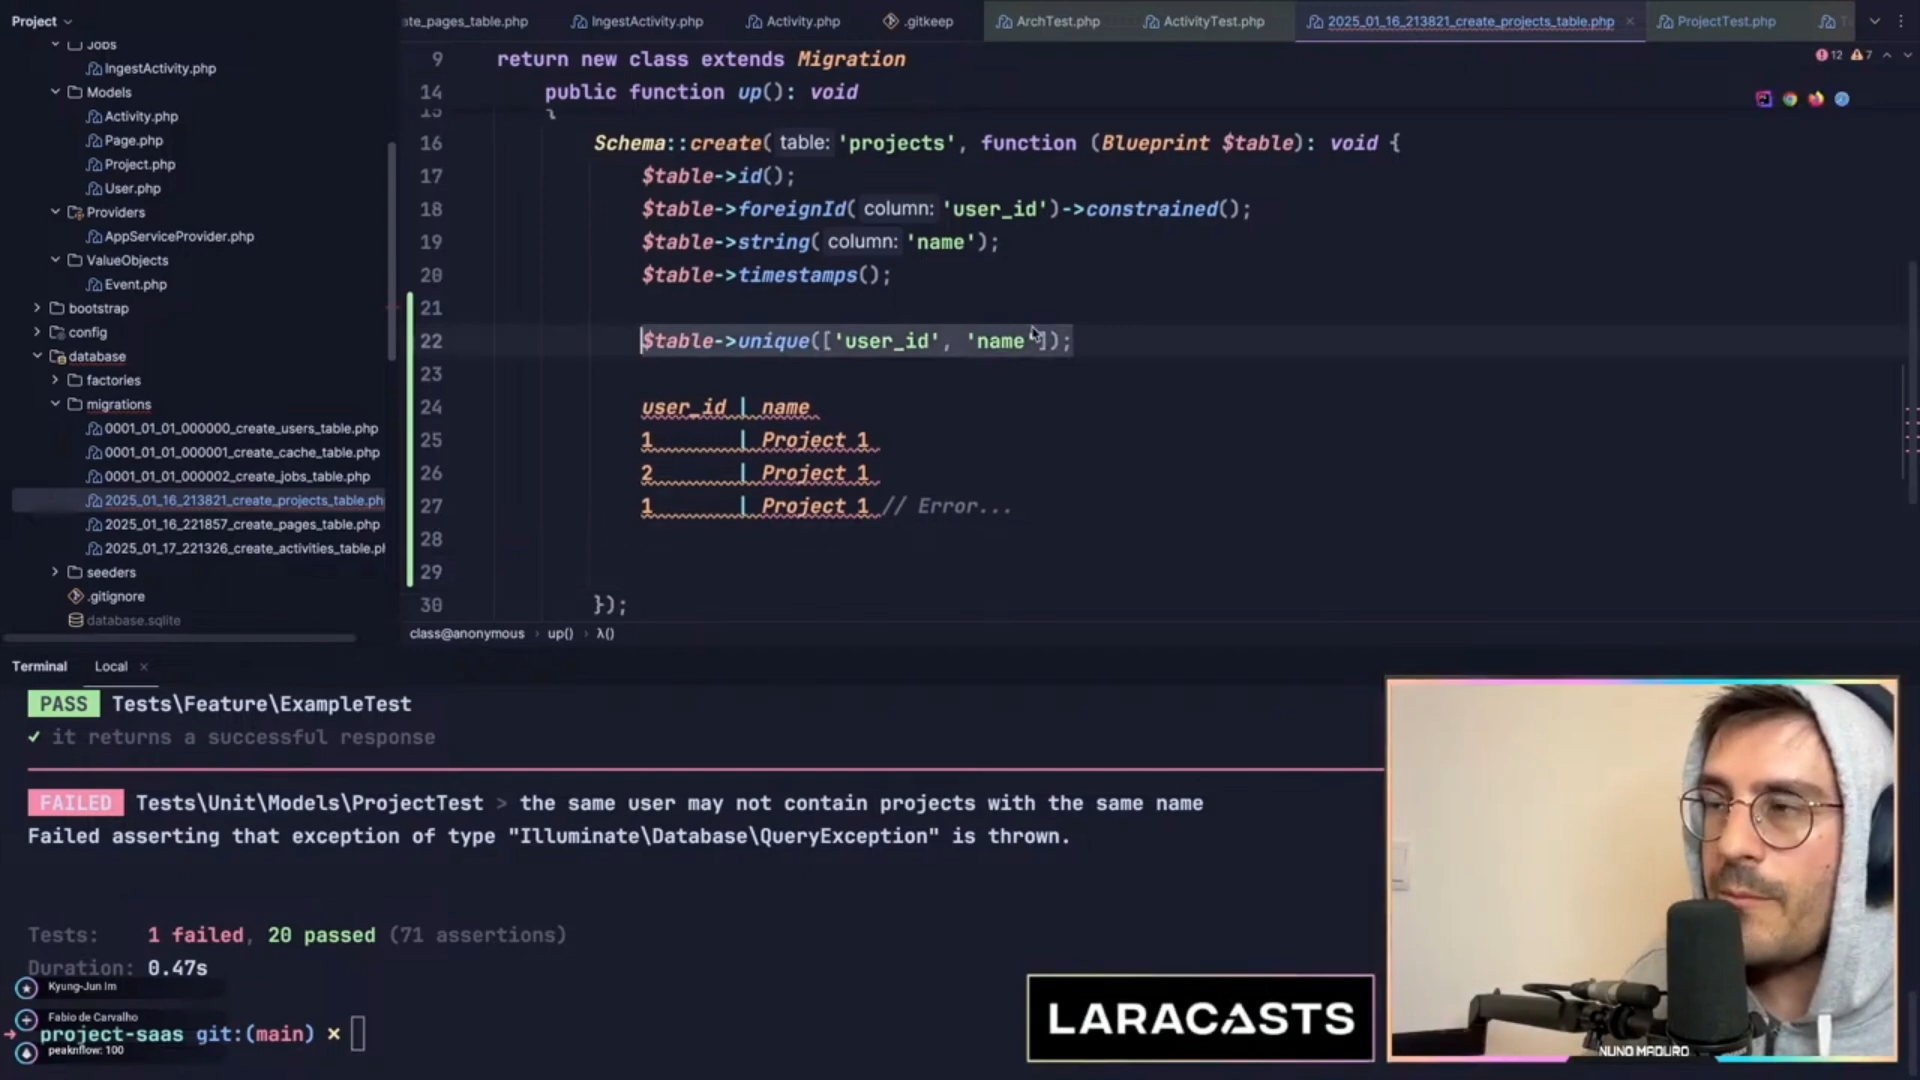 Project
Jobs
IngestActivity.php
Models
Activity.php
Page.php
Project.php
User.php
Providers
AppServiceProvider.php
ValueObjects
Event.php
bootstrap
config
database
factories
migrations
0001_01_01_000000_create_users_table.php
0001_01_01_000001_create_cache_table.php
0001_01_01_000002_create_jobs_table.php
2025_01_16_213821_create_projects_table.ph
2025_01_16_221857_create_pages_table.php
2025_01_17_221326_create_activities_table.pl
seeders
.gitignore
database.sqlite
ate_pages_table.php IngestActivity.php Activity.php .gitkeep ArchTest.php ActivityTest.php 2025_01_16_213821_create_projects_table.php ProjectTest.php
12 7
9 return new class extends Migration
14 public function up(): void
15 {
16 Schema::create( table: 'projects', function (Blueprint $table): void {
17 $table->id();
18 $table->foreignId( column: 'user_id')->constrained();
19 $table->string( column: 'name');
20 $table->timestamps();
21
22 $table->unique(['user_id', 'name']);
23
24 user_id | name
25 1 | Project 1
26 2 | Project 1
27 1 | Project 1 // Error...
28
29
30 });
class@anonymous › up() › λ()
Terminal Local
PASS Tests\Feature\ExampleTest
✓ it returns a successful response
FAILED Tests\Unit\Models\ProjectTest > the same user may not contain projects with the same name
Failed asserting that exception of type "Illuminate\Database\QueryException" is thrown.
Tests: 1 failed, 20 passed (71 assertions)
Duration: 0.47s
Kyung-Jun Im
Fabio de Carvalho
→ project-saas git:(main) ×
peaknflow: 100
LARACASTS
NUNO MADURO